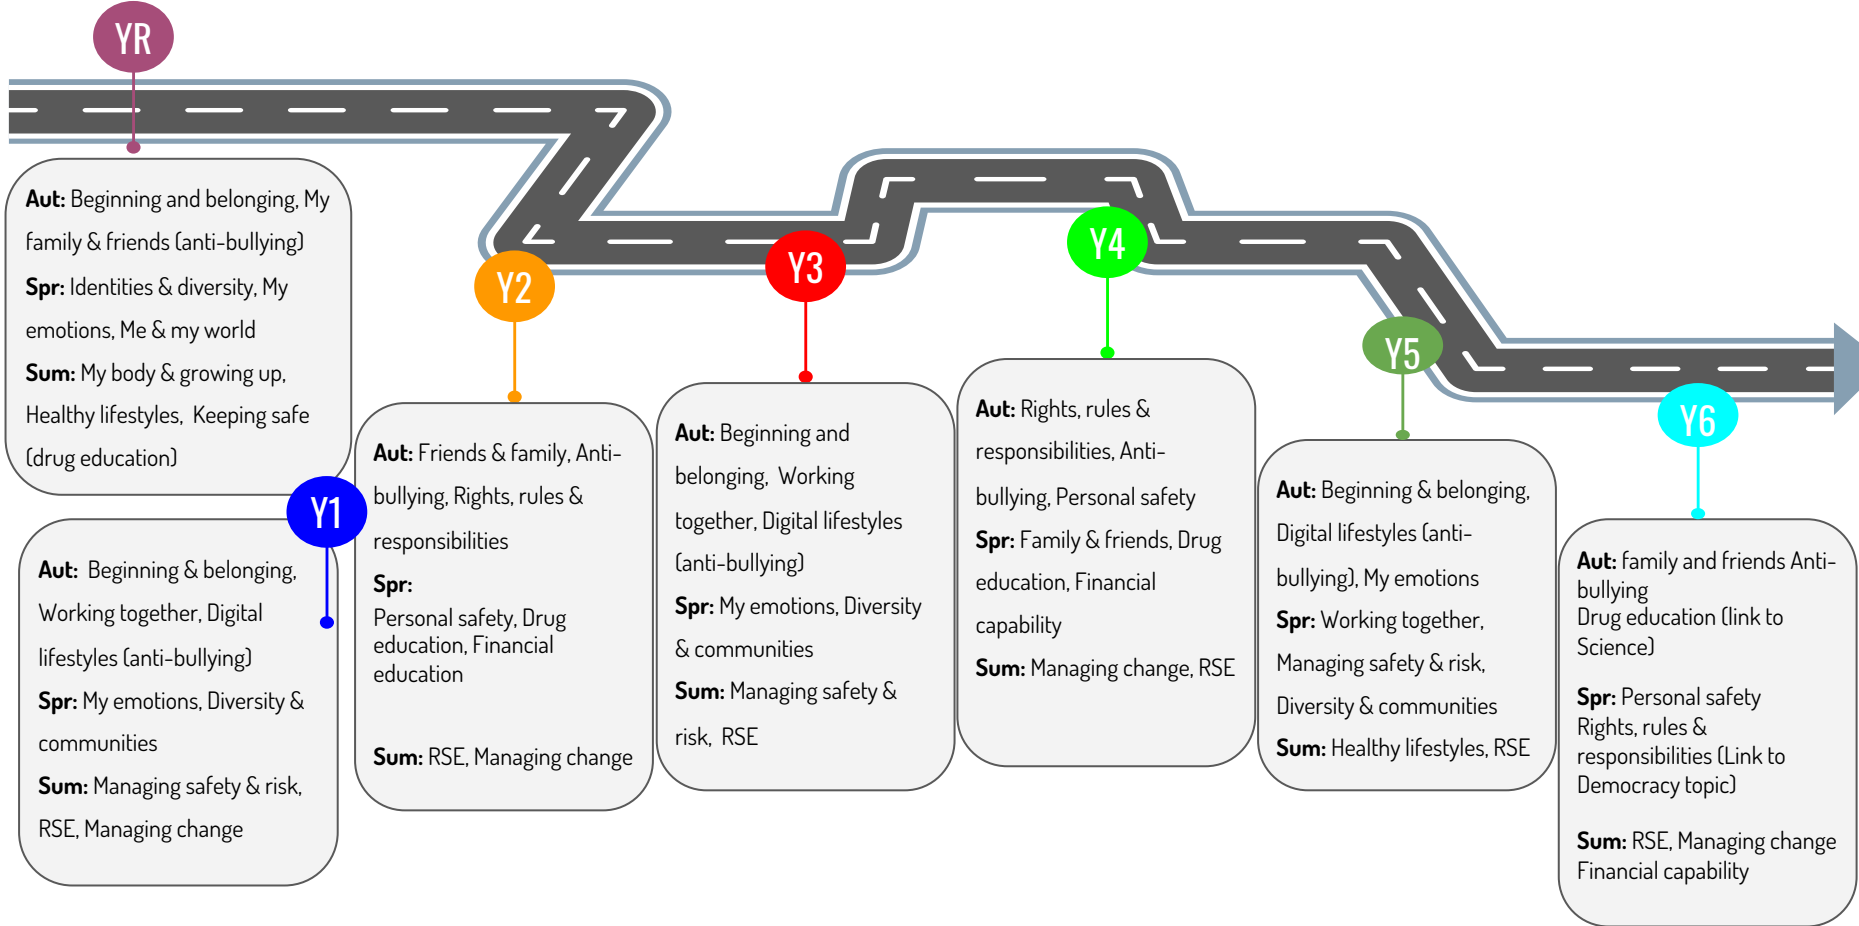 YR
Aut: Beginning and belonging, My
family & friends (anti-bullying)
Spr: Identities & diversity, My
emotions, Me & my world
Sum: My body & growing up,
Healthy lifestyles, Keeping safe
(drug education)
Y1
Aut: Beginning & belonging,
Working together, Digital
lifestyles (anti-bullying)
Spr: My emotions, Diversity &
communities
Sum: Managing safety & risk,
RSE, Managing change
Y2
Aut: Friends & family, Anti-
bullying, Rights, rules &
responsibilities
Spr:
Personal safety, Drug
education, Financial
education
Sum: RSE, Managing change
Y3
Aut: Beginning and
belonging, Working
together, Digital lifestyles
(anti-bullying)
Spr: My emotions, Diversity
& communities
Sum: Managing safety &
risk, RSE
Y4
Aut: Rights, rules &
responsibilities, Anti-
bullying, Personal safety
Spr: Family & friends, Drug
education, Financial
capability
Sum: Managing change, RSE
Y5
Aut: Beginning & belonging,
Digital lifestyles (anti-
bullying), My emotions
Spr: Working together,
Managing safety & risk,
Diversity & communities
Sum: Healthy lifestyles, RSE
Y6
Aut: family and friends Anti-
bullying
Drug education (link to
Science)
Spr: Personal safety
Rights, rules &
responsibilities (Link to
Democracy topic)
Sum: RSE, Managing change
Financial capability